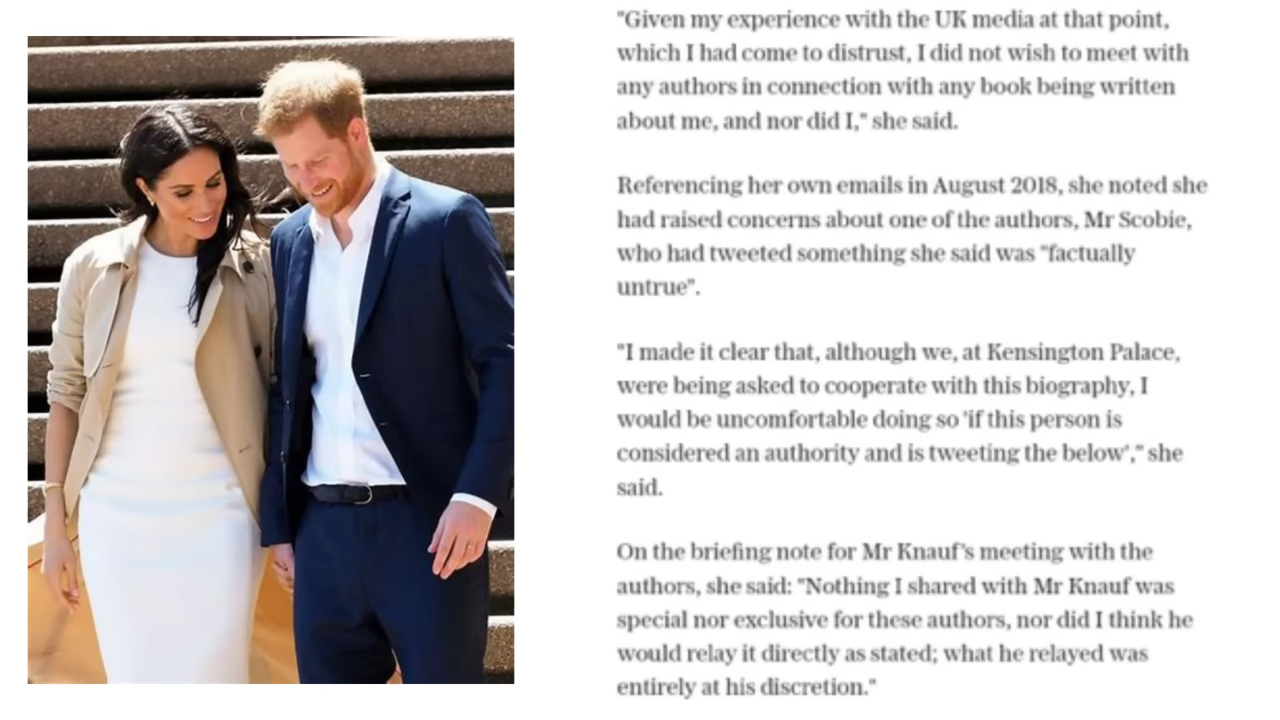 "Given my experience with the UK media at that point,
which I had come to distrust, I did not wish to meet with
any authors in connection with any book being written
about me, and nor did I," she said.
Referencing her own emails in August 2018, she noted she
had raised concerns about one of the authors, Mr Scobie,
who had tweeted something she said was "factually
untrue".
"I made it clear that, although we, at Kensington Palace,
were being asked to cooperate with this biography, I
would be uncomfortable doing so 'if this person is
considered an authority and is tweeting the below'," she
said.
On the briefing note for Mr Knauf's meeting with the
authors, she said: "Nothing I shared with Mr Knauf was
special nor exclusive for these authors, nor did I think he
would relay it directly as stated; what he relayed was
entirely at his discretion."